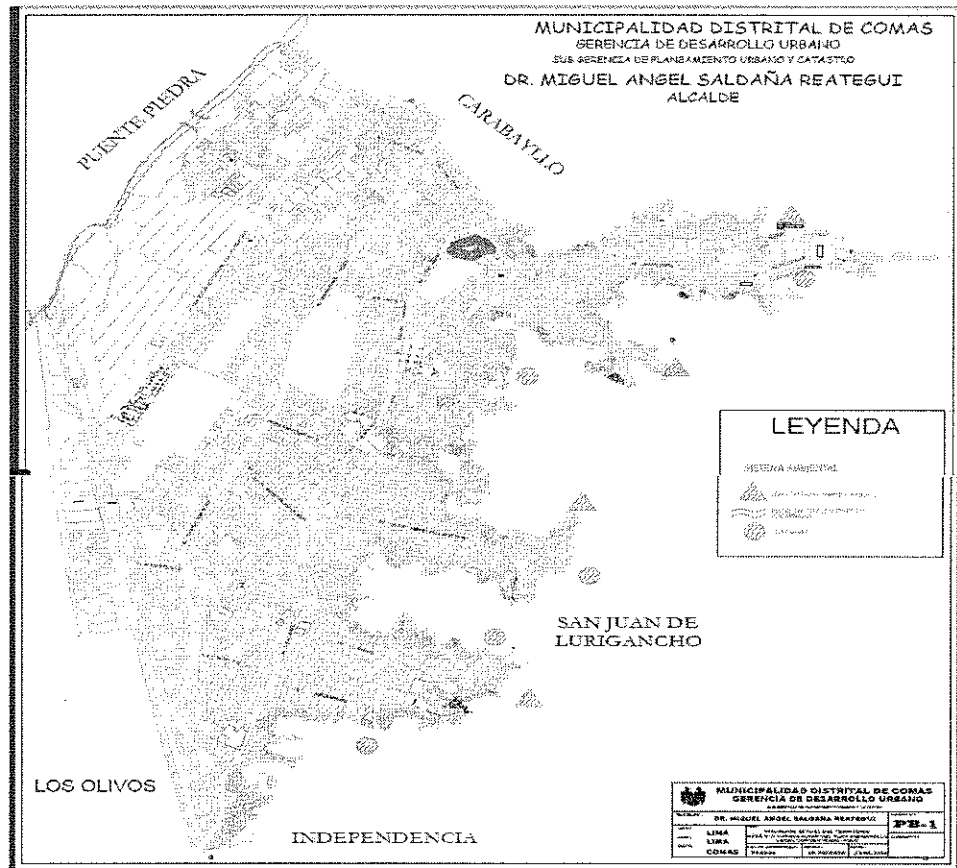 MUNICIPALIDAD DISTRITAL DE COMAS
GERENCIA DE DESARROLLO URBANO
SUB GERENCIA DE PLANEAMIENTO URBANO Y CATASTRO
DR. MIGUEL ANGEL SALDAÑA REATEGUI
ALCALDE
PUENTE PIEDRA
CARABAYLLO
LEYENDA
SISTEMA AMBIENTAL
SAN JUAN DE
LURIGANCHO
LOS OLIVOS
INDEPENDENCIA
MUNICIPALIDAD DISTRITAL DE COMAS
GERENCIA DE DESARROLLO URBANO
DR. MIGUEL ANGEL SALDAÑA REATEGUI
PB-1
LIMA
LIMA
COMAS